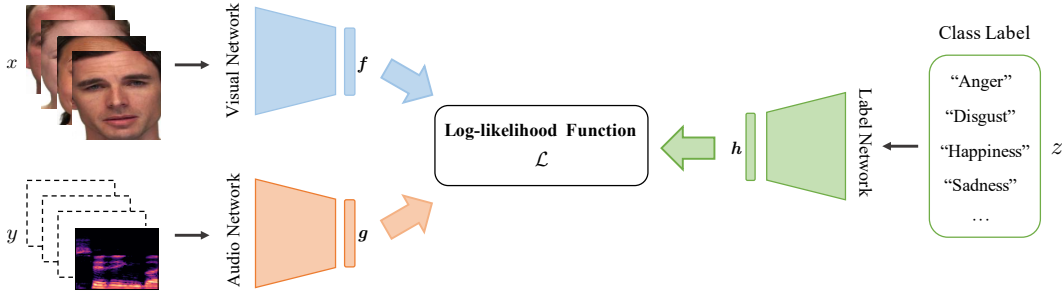 x
Visual Network
f
y
Audio Network
g
Log-likelihood Function
ℒ
h
Label Network
Class Label
“Anger”
“Disgust”
“Happiness”
“Sadness”
…
z